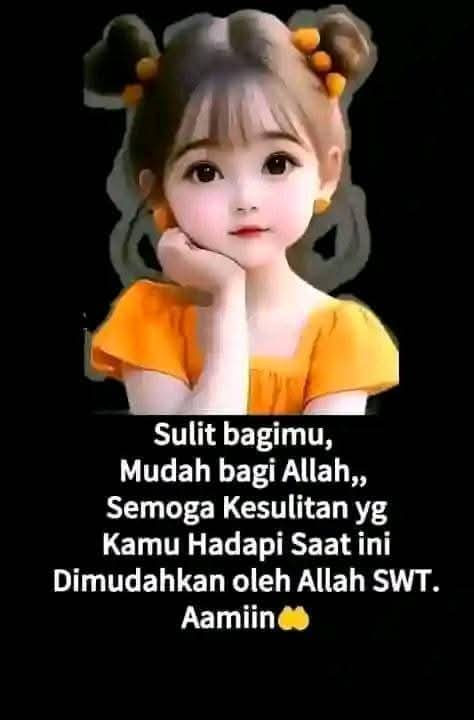 Sulit bagimu,
Mudah bagi Allah,,
Semoga Kesulitan yg
Kamu Hadapi Saat ini
Dimudahkan oleh Allah SWT.
Aamiin🤲